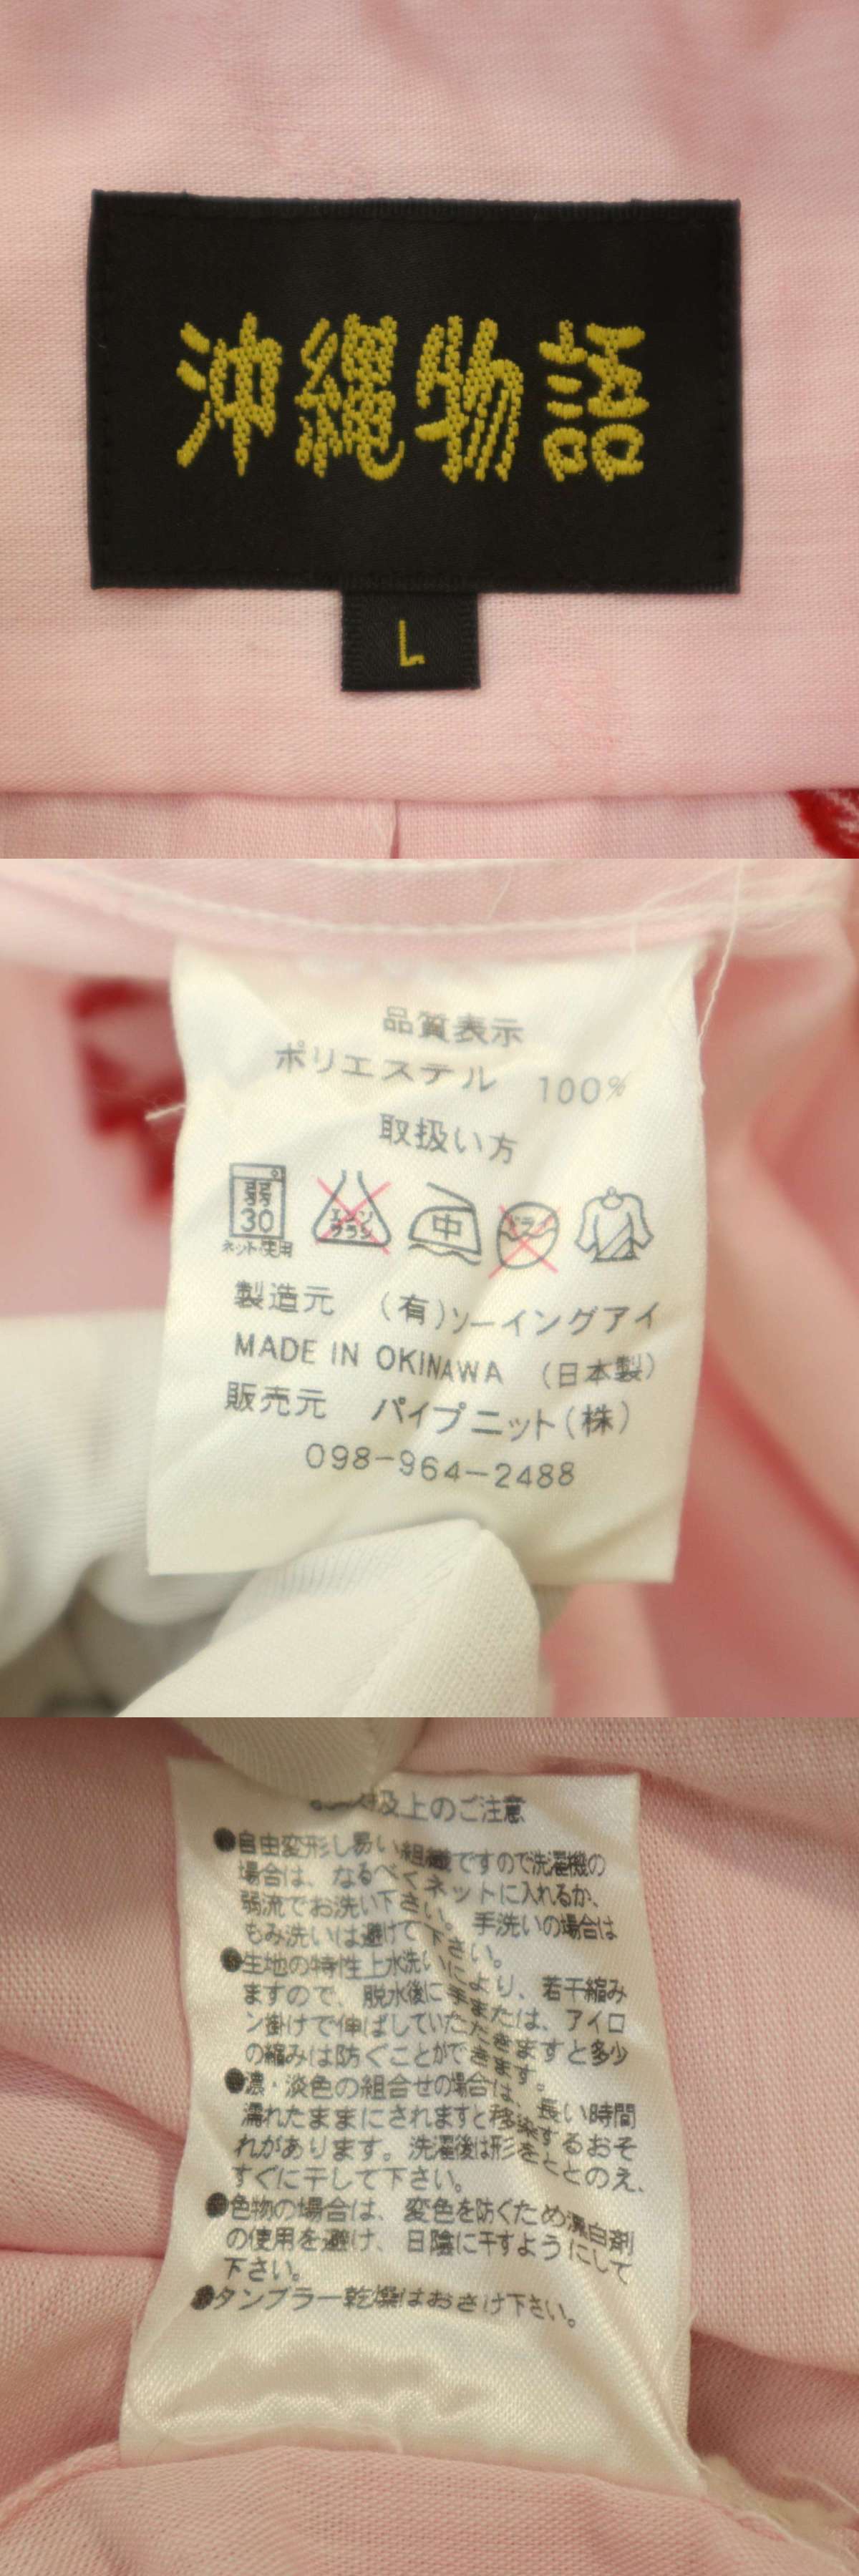 沖縄物語
L
品質表示
ポリエステル 100%
取扱い方
弱
30
ネット使用
エンソ
サラシ
中
ドライ
製造元 (有)ソーイングアイ
MADE IN OKINAWA (日本製)
販売元 パイプニット(株)
098-964-2488
扱上のご注意
●自由変形し易い組織ですので洗濯機の
場合は、なるべくネットに入れるか、
弱流でお洗い下さい。手洗いの場合は
もみ洗いは避けて下さい。
●生地の特性上水洗いにより、若干縮み
ますので、脱水後に手または、アイロ
ン掛けで伸ばしていただきますと多少
の縮みは防ぐことができます。
●濃・淡色の組合せの場合は、長い時間
濡れたままにされますと移染するおそ
れがあります。洗濯後は形をととのえ、
すぐに干して下さい。
●色物の場合は、変色を防ぐため漂白剤
の使用を避け、日陰に干すようにして
下さい。
●タンブラー乾燥はおさけ下さい。